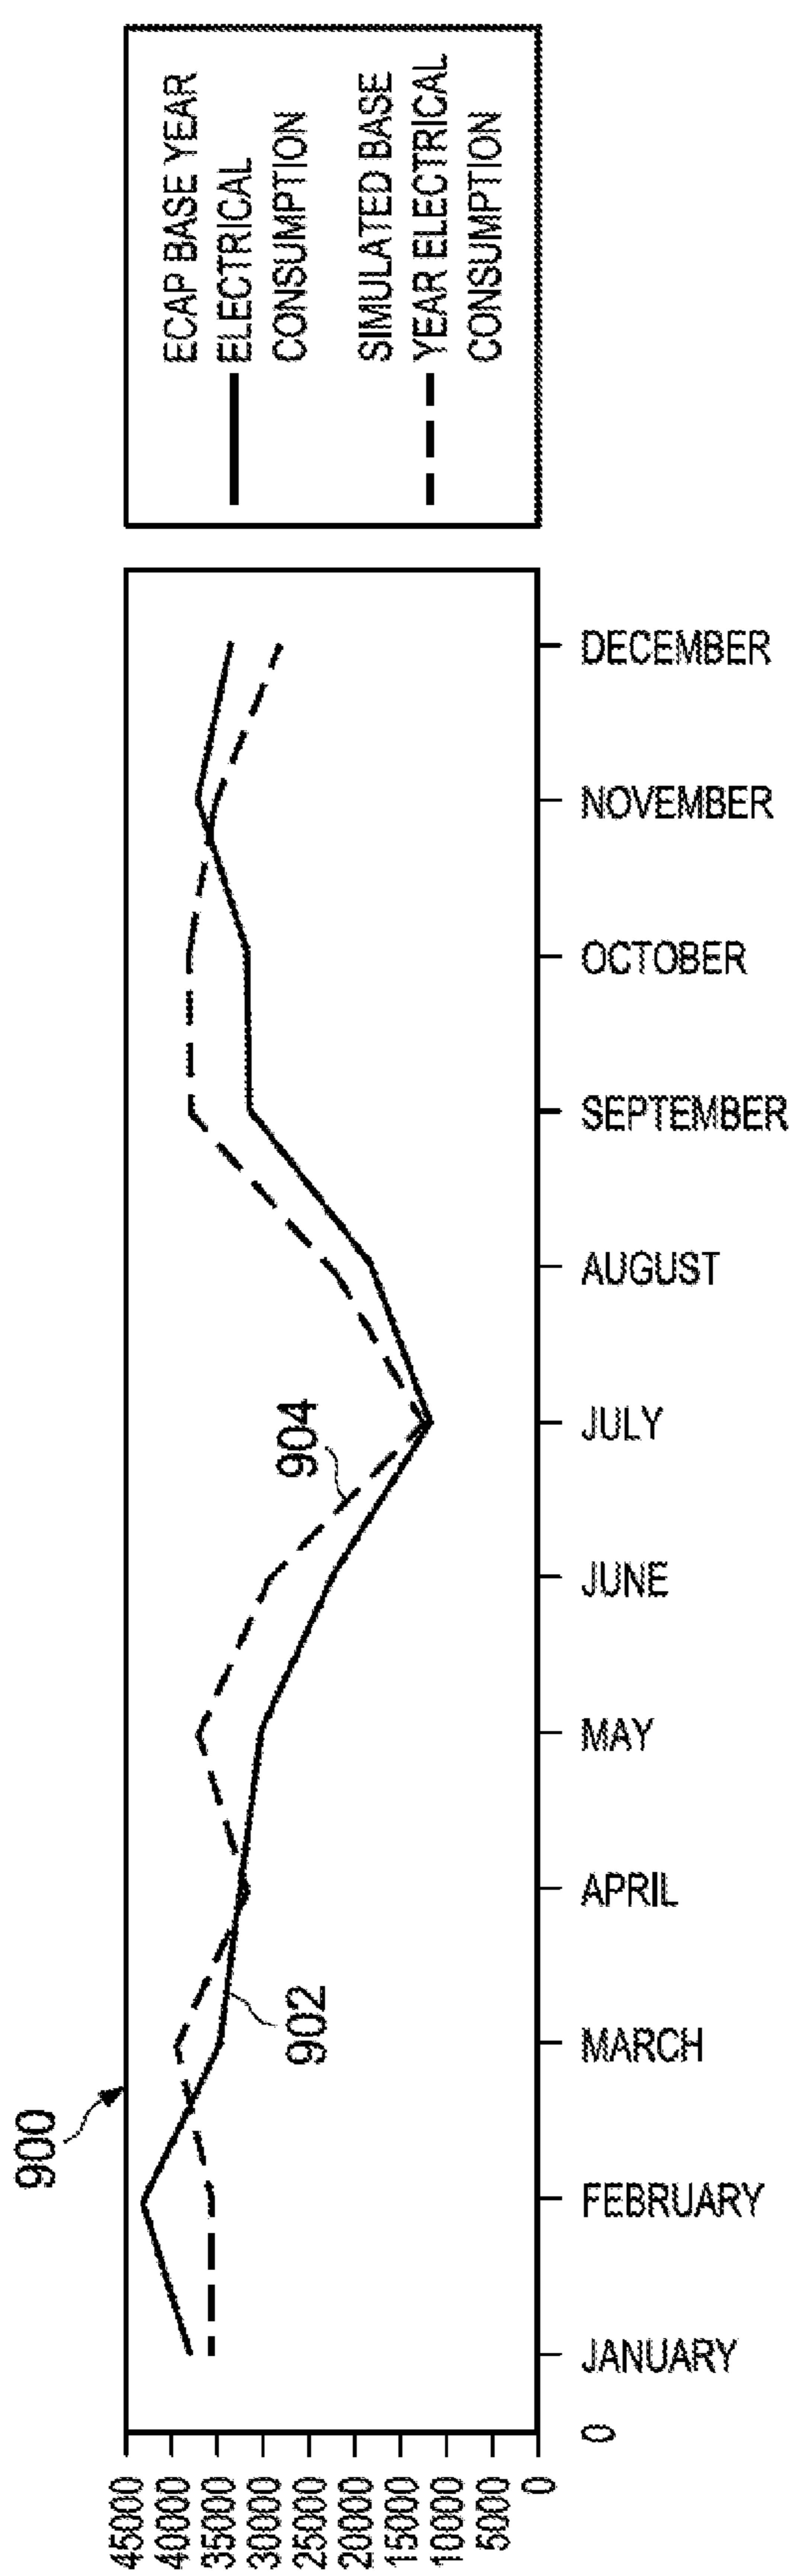 900
45000
40000
35000
30000
25000
20000
15000
10000
5000
0
902
904
0
JANUARY
FEBRUARY
MARCH
APRIL
MAY
JUNE
JULY
AUGUST
SEPTEMBER
OCTOBER
NOVEMBER
DECEMBER
ECAP BASE YEAR
ELECTRICAL
CONSUMPTION
SIMULATED BASE
YEAR ELECTRICAL
CONSUMPTION